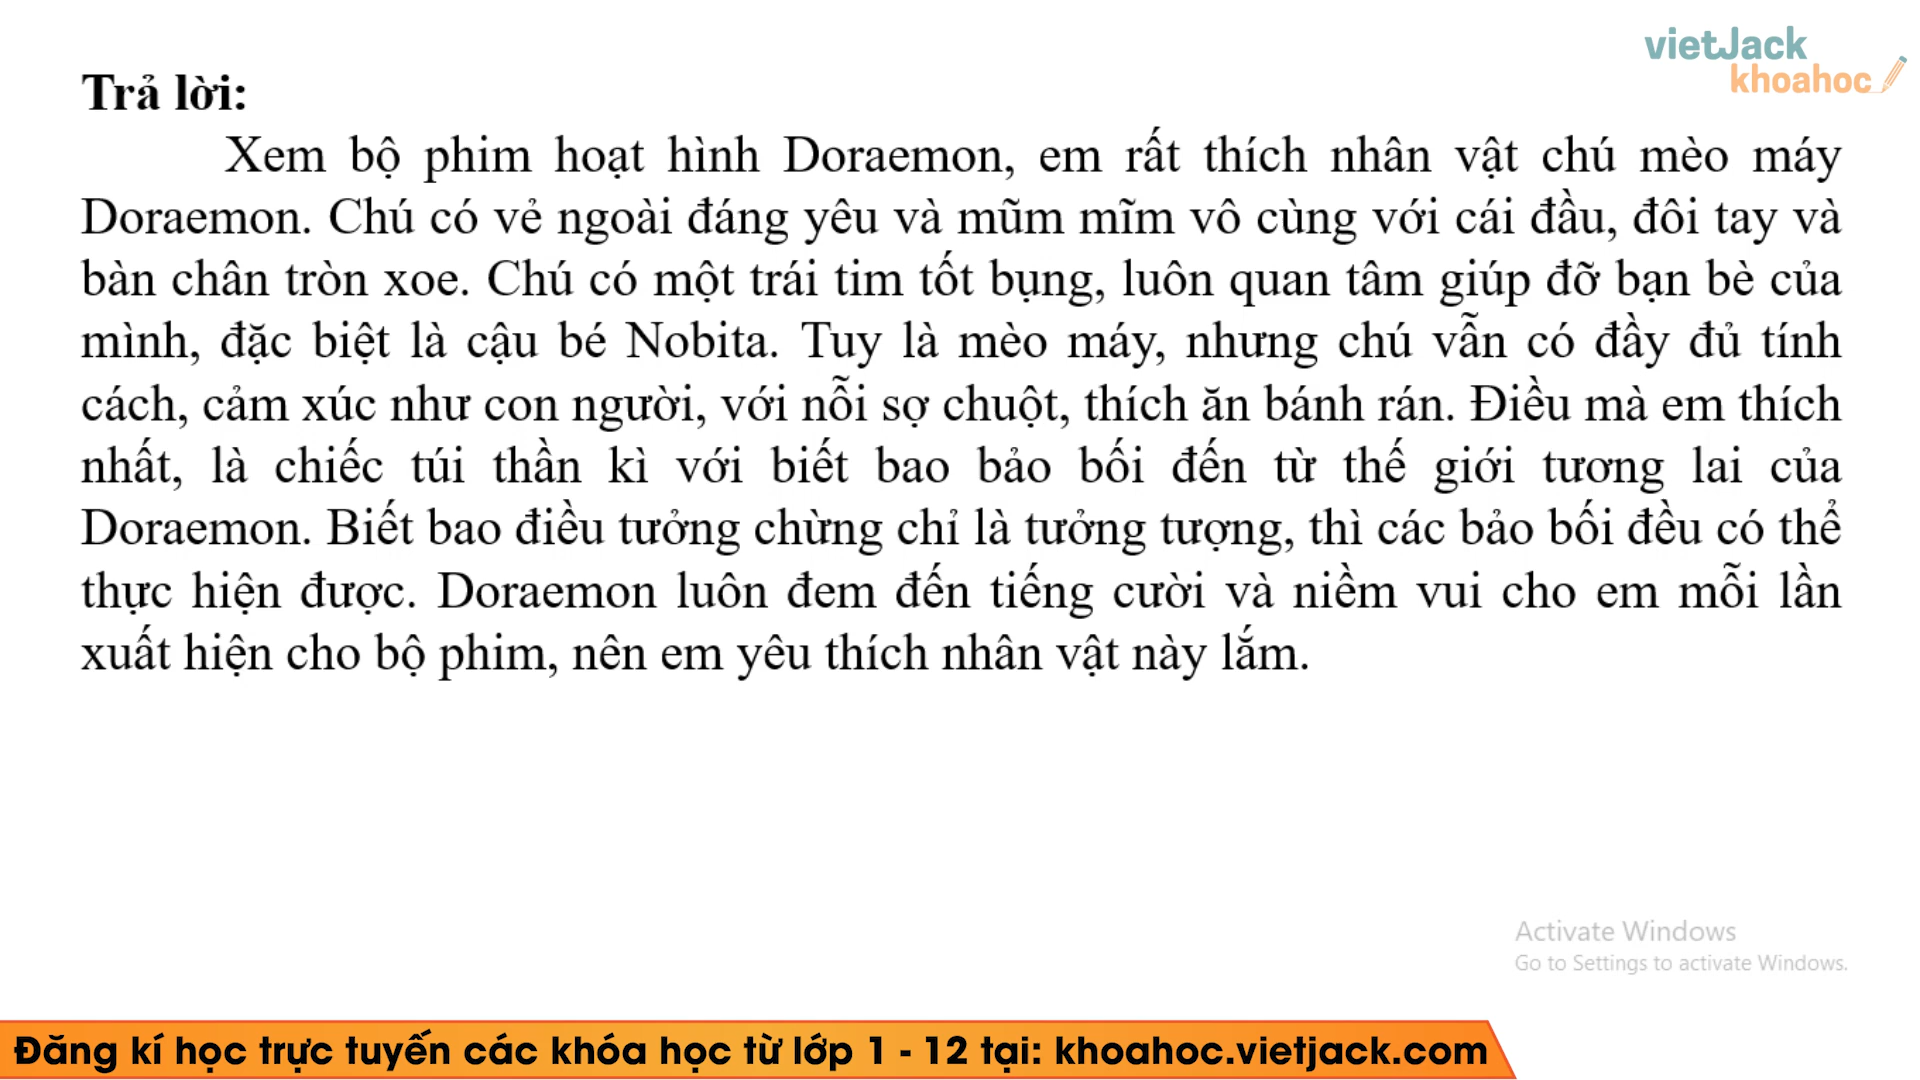 vietJack
khoahoc
Trả lời:
Xem bộ phim hoạt hình Doraemon, em rất thích nhân vật chú mèo máy
Doraemon. Chú có vẻ ngoài đáng yêu và mũm mĩm vô cùng với cái đầu, đôi tay và
bàn chân tròn xoe. Chú có một trái tim tốt bụng, luôn quan tâm giúp đỡ bạn bè của
mình, đặc biệt là cậu bé Nobita. Tuy là mèo máy, nhưng chú vẫn có đầy đủ tính
cách, cảm xúc như con người, với nỗi sợ chuột, thích ăn bánh rán. Điều mà em thích
nhất, là chiếc túi thần kì với biết bao bảo bối đến từ thế giới tương lai của
Doraemon. Biết bao điều tưởng chừng chỉ là tưởng tượng, thì các bảo bối đều có thể
thực hiện được. Doraemon luôn đem đến tiếng cười và niềm vui cho em mỗi lần
xuất hiện cho bộ phim, nên em yêu thích nhân vật này lắm.
Activate Windows
Go to Settings to activate Windows.
Đăng kí học trực tuyến các khóa học từ lớp 1 - 12 tại: khoahoc.vietjack.com